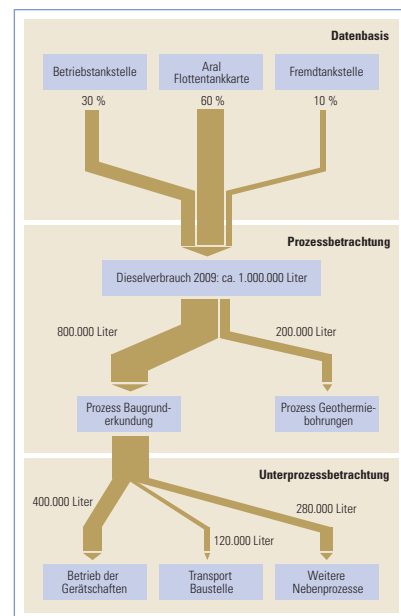 Datenbasis
Betriebstankstelle
Aral
Flottentankkarte
Fremdtankstelle
30 %
60 %
10 %
Prozessbetrachtung
Dieselverbrauch 2009: ca. 1.000.000 Liter
800.000 Liter
200.000 Liter
Prozess Baugrund-
erkundung
Prozess Geothermie-
bohrungen
Unterprozessbetrachtung
400.000 Liter
280.000 Liter
120.000 Liter
Betrieb der
Gerätschaften
Transport
Baustelle
Weitere
Nebenprozesse